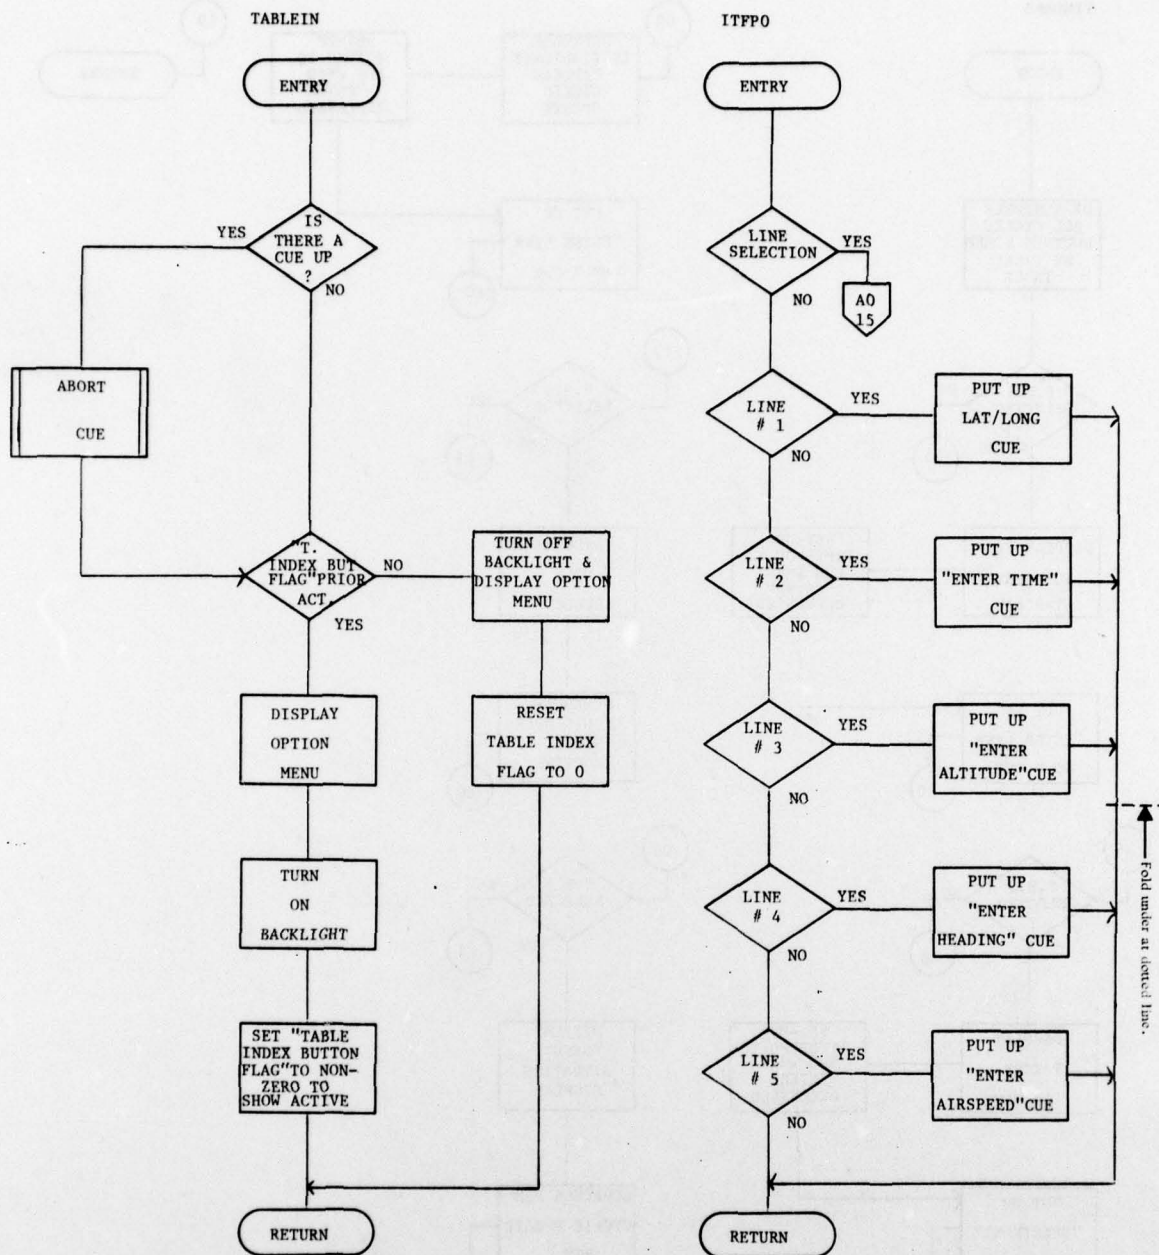 TABLEIN
ENTRY
IS
THERE A
CUE UP
?
YES
NO
ABORT
CUE
"T.
INDEX BUT
FLAG"PRIOR
ACT.
NO
YES
TURN OFF
BACKLIGHT &
DISPLAY OPTION
MENU
DISPLAY
OPTION
MENU
RESET
TABLE INDEX
FLAG TO 0
TURN
ON
BACKLIGHT
SET "TABLE
INDEX BUTTON
FLAG"TO NON-
ZERO TO
SHOW ACTIVE
RETURN
ITFPO
ENTRY
LINE
SELECTION
YES
NO
A0
15
LINE
# 1
YES
NO
PUT UP
LAT/LONG
CUE
LINE
# 2
YES
NO
PUT UP
"ENTER TIME"
CUE
LINE
# 3
YES
NO
PUT UP
"ENTER
ALTITUDE"CUE
LINE
# 4
YES
NO
PUT UP
"ENTER
HEADING" CUE
LINE
# 5
YES
NO
PUT UP
"ENTER
AIRSPEED"CUE
RETURN
Fold under at dotted line.